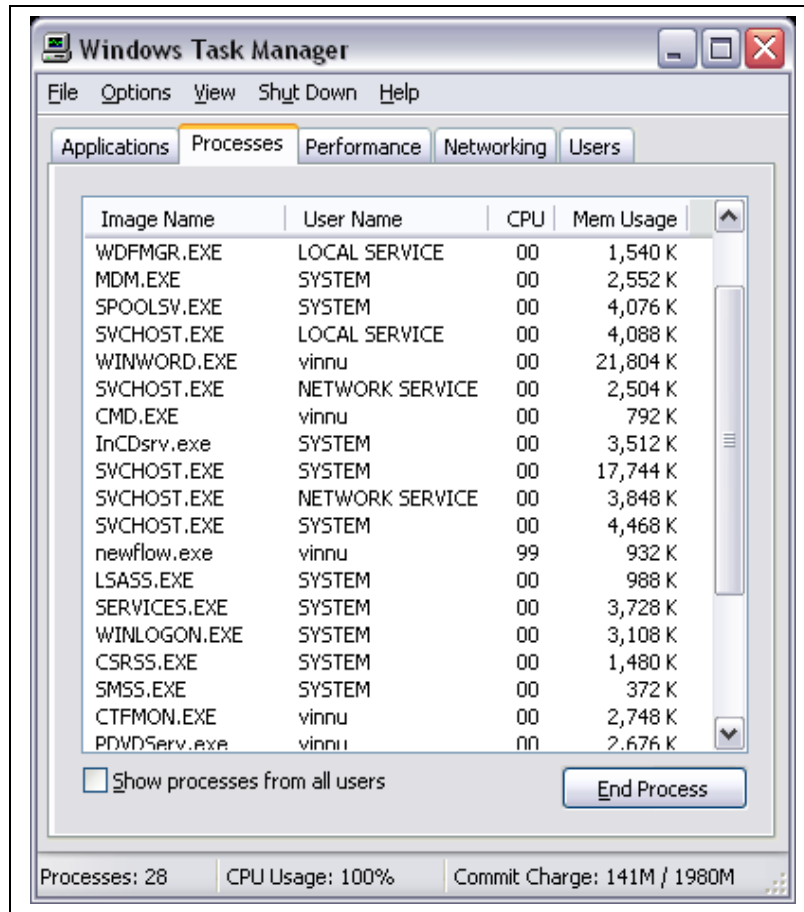 Windows Task Manager
File Options View Shut Down Help
Applications Processes Performance Networking Users
Image Name User Name CPU Mem Usage
WDFMGR.EXE LOCAL SERVICE 00 1,540 K
MDM.EXE SYSTEM 00 2,552 K
SPOOLSV.EXE SYSTEM 00 4,076 K
SVCHOST.EXE LOCAL SERVICE 00 4,088 K
WINWORD.EXE vinnu 00 21,804 K
SVCHOST.EXE NETWORK SERVICE 00 2,504 K
CMD.EXE vinnu 00 792 K
InCDsrv.exe SYSTEM 00 3,512 K
SVCHOST.EXE SYSTEM 00 17,744 K
SVCHOST.EXE NETWORK SERVICE 00 3,848 K
SVCHOST.EXE SYSTEM 00 4,468 K
newflow.exe vinnu 99 932 K
LSASS.EXE SYSTEM 00 988 K
SERVICES.EXE SYSTEM 00 3,728 K
WINLOGON.EXE SYSTEM 00 3,108 K
CSRSS.EXE SYSTEM 00 1,480 K
SMSS.EXE SYSTEM 00 372 K
CTFMON.EXE vinnu 00 2,748 K
PDVDServ.exe vinnu 00 2,676 K
Show processes from all users End Process
Processes: 28 CPU Usage: 100% Commit Charge: 141M / 1980M